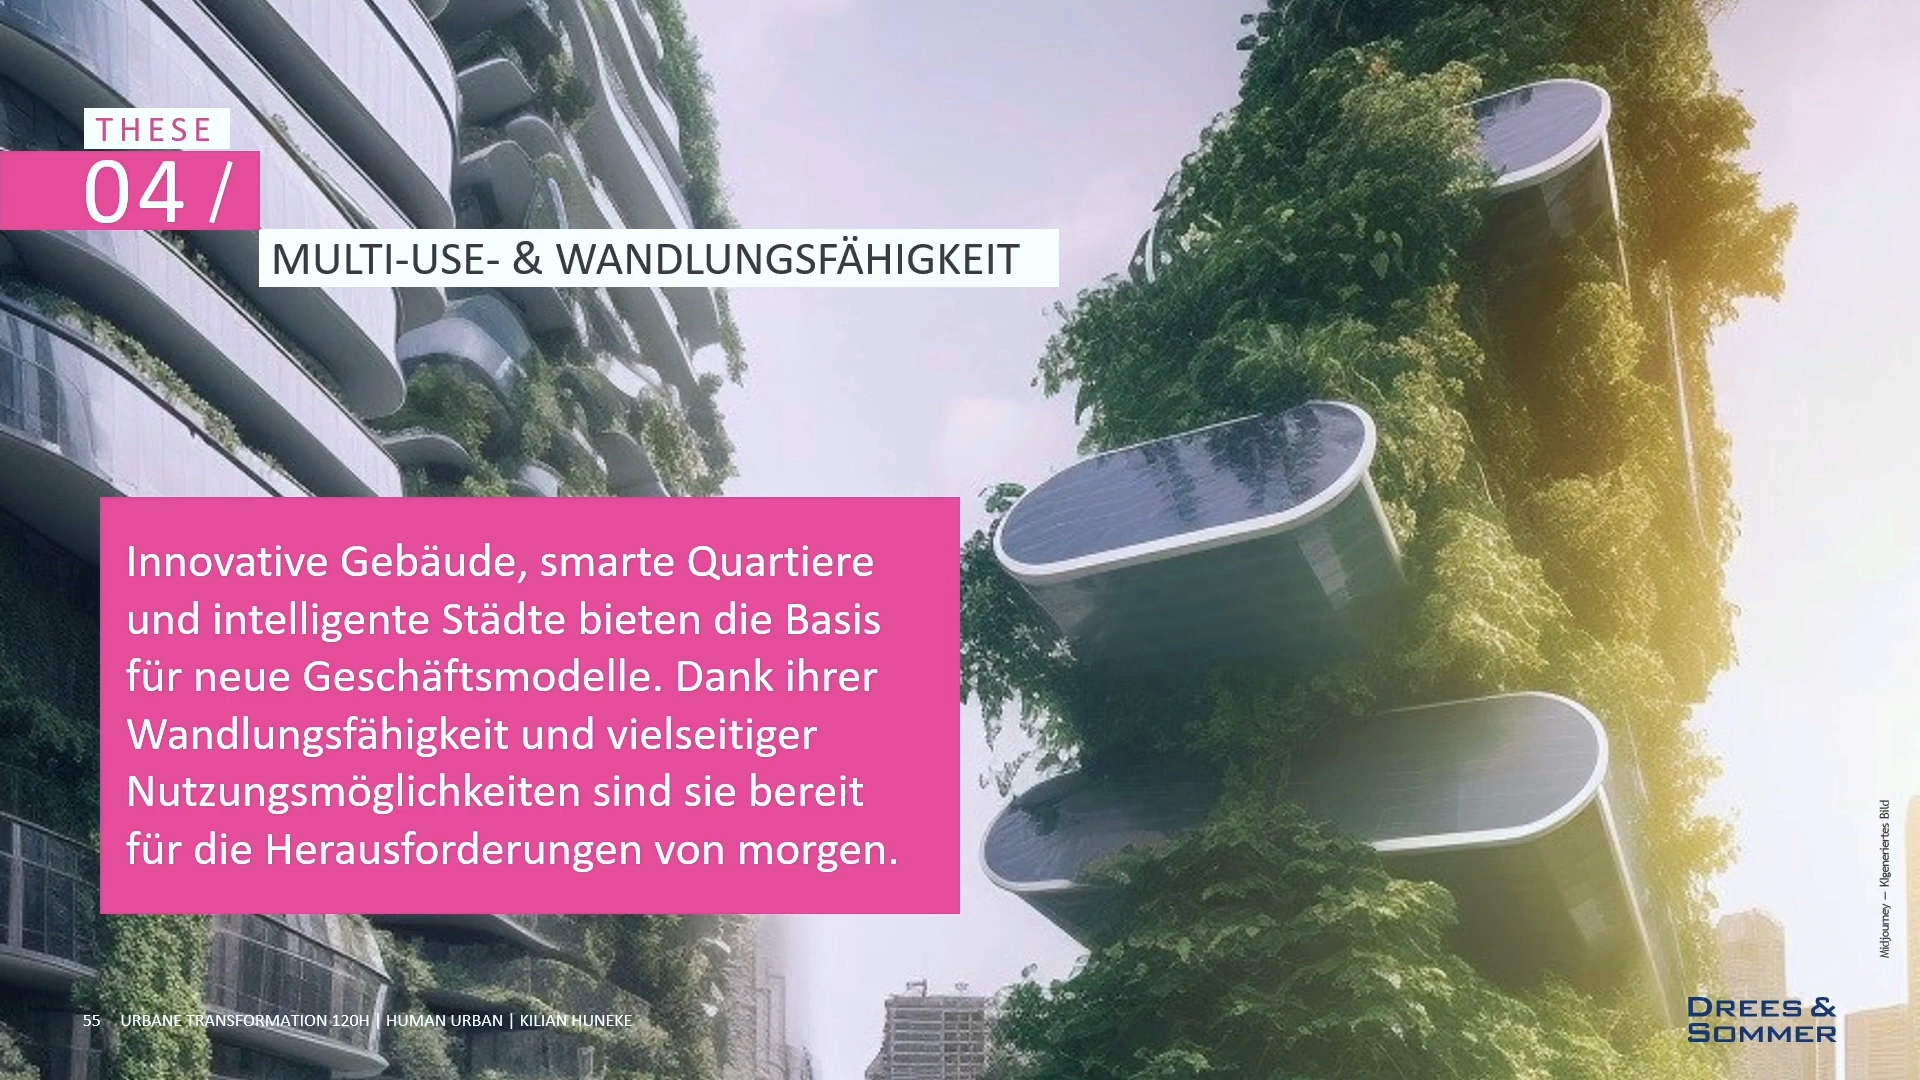 THESE
04 /
MULTI-USE- & WANDLUNGSFÄHIGKEIT
Innovative Gebäude, smarte Quartiere
und intelligente Städte bieten die Basis
für neue Geschäftsmodelle. Dank ihrer
Wandlungsfähigkeit und vielseitiger
Nutzungsmöglichkeiten sind sie bereit
für die Herausforderungen von morgen.
Midjourney – KIgeneriertes Bild
55 URBANE TRANSFORMATION 120H | HUMAN URBAN | KILIAN HUNEKE
DREES &
SOMMER